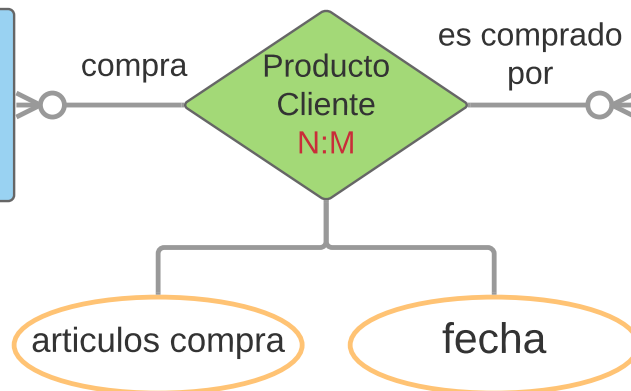 compra
Producto
Cliente
N:M
es comprado
por
articulos compra
fecha